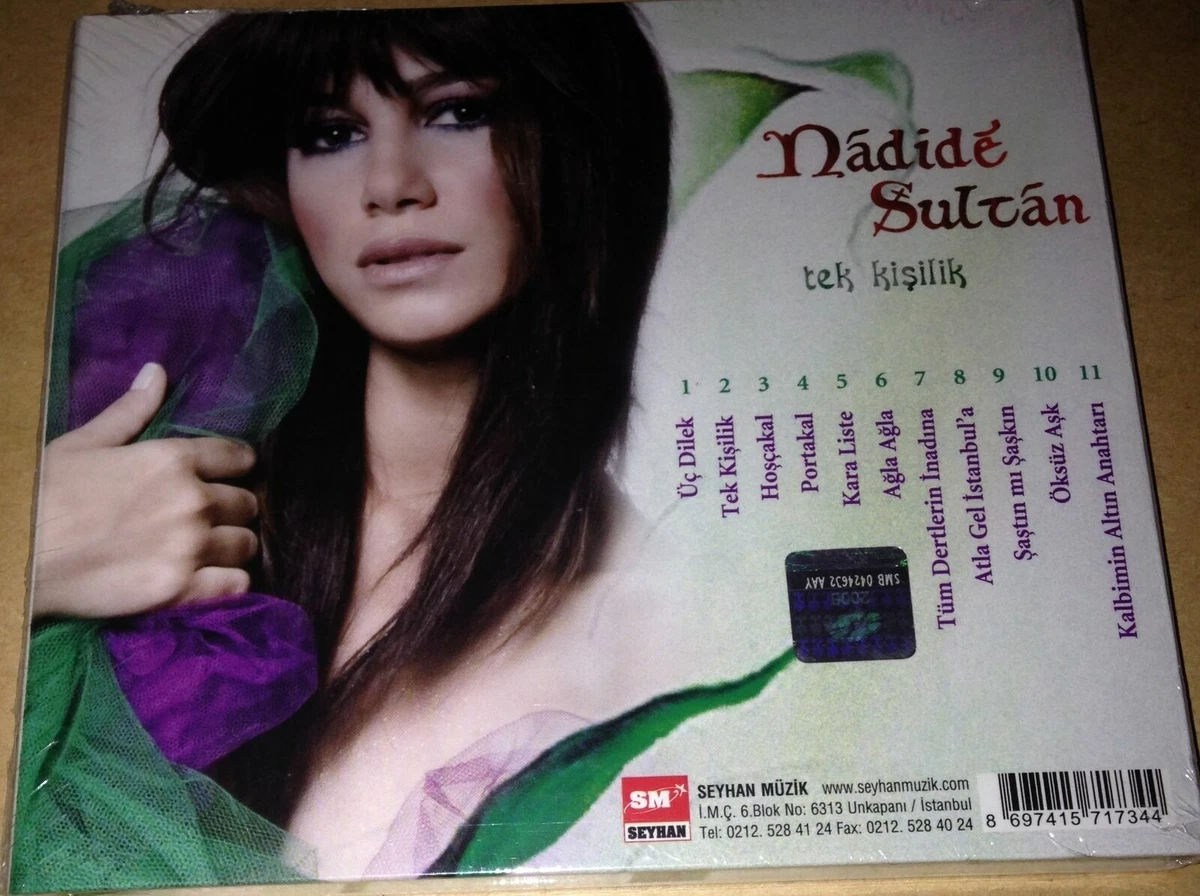 Nádidé
Sultán
tek kişilik
1 Üç Dilek
2 Tek Kişilik
3 Hoşçakal
4 Portakal
5 Kara Liste
6 Ağla Ağla
7 Tüm Dertlerin İnadına
8 Atla Gel İstanbul'a
9 Şaştın mı Şaşkın
10 Öksüz Aşk
11 Kalbimin Altın Anahtarı
SMB 0424632 AAY
2006
SM
SEYHAN
SEYHAN MÜZİK www.seyhanmuzik.com
İ.M.Ç. 6.Blok No: 6313 Unkapanı / İstanbul
Tel: 0212. 528 41 24 Fax: 0212. 528 40 24
8 697415 717344